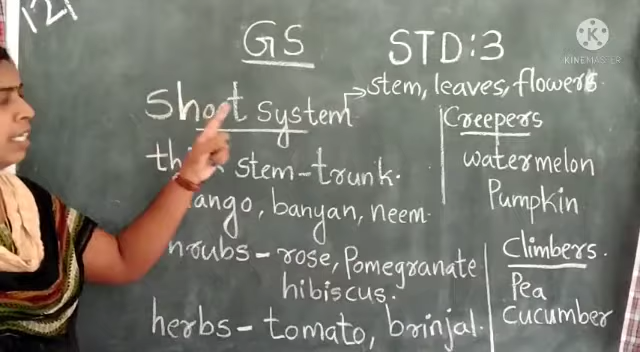 121
GS
STD:3
KINEMASTER
Shoot system
stem, leaves, flowers
stem-trunk.
banyan, neem.
rose, Pomegranate
hibiscus.
herbs - tomato, brinjal.
Creepers
watermelon
Pumpkin
Climbers.
Pea
cucumber